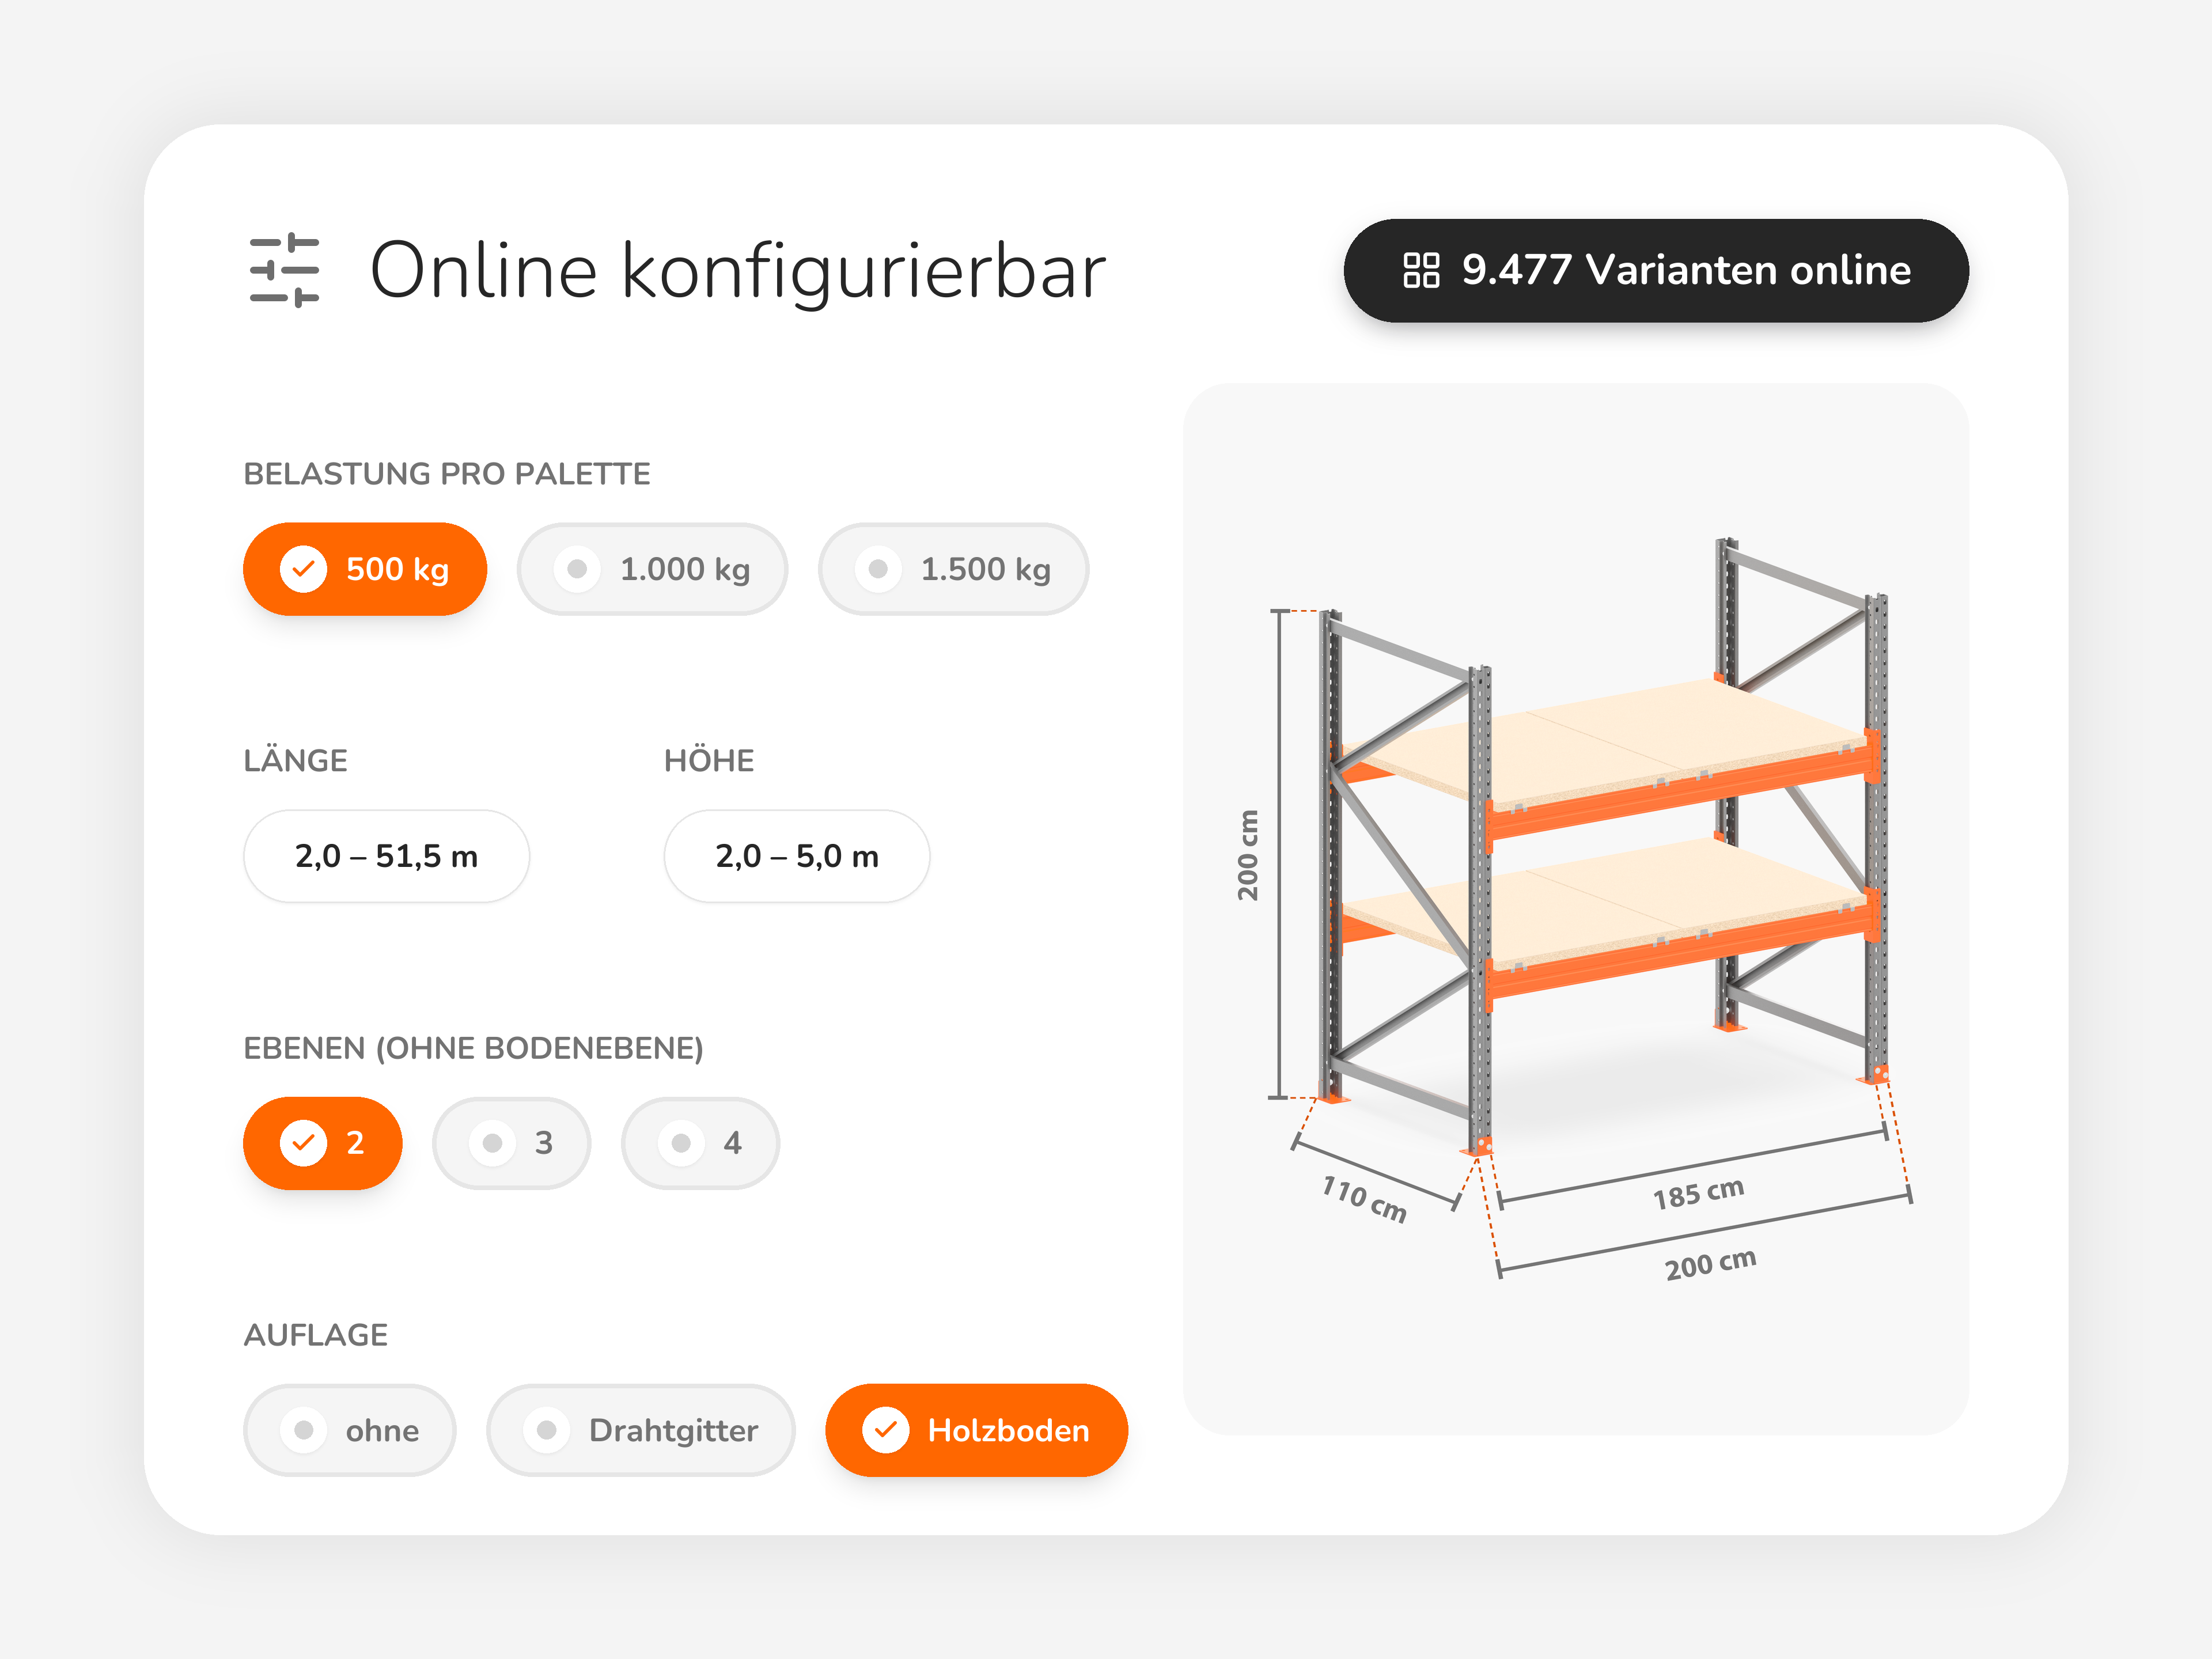 Online konfigurierbar
9.477 Varianten online
BELASTUNG PRO PALETTE
500 kg
1.000 kg
1.500 kg
LÄNGE
HÖHE
2,0 – 51,5 m
2,0 – 5,0 m
EBENEN (OHNE BODENEBENE)
2
3
4
AUFLAGE
ohne
Drahtgitter
Holzboden
200 cm
110 cm
185 cm
200 cm